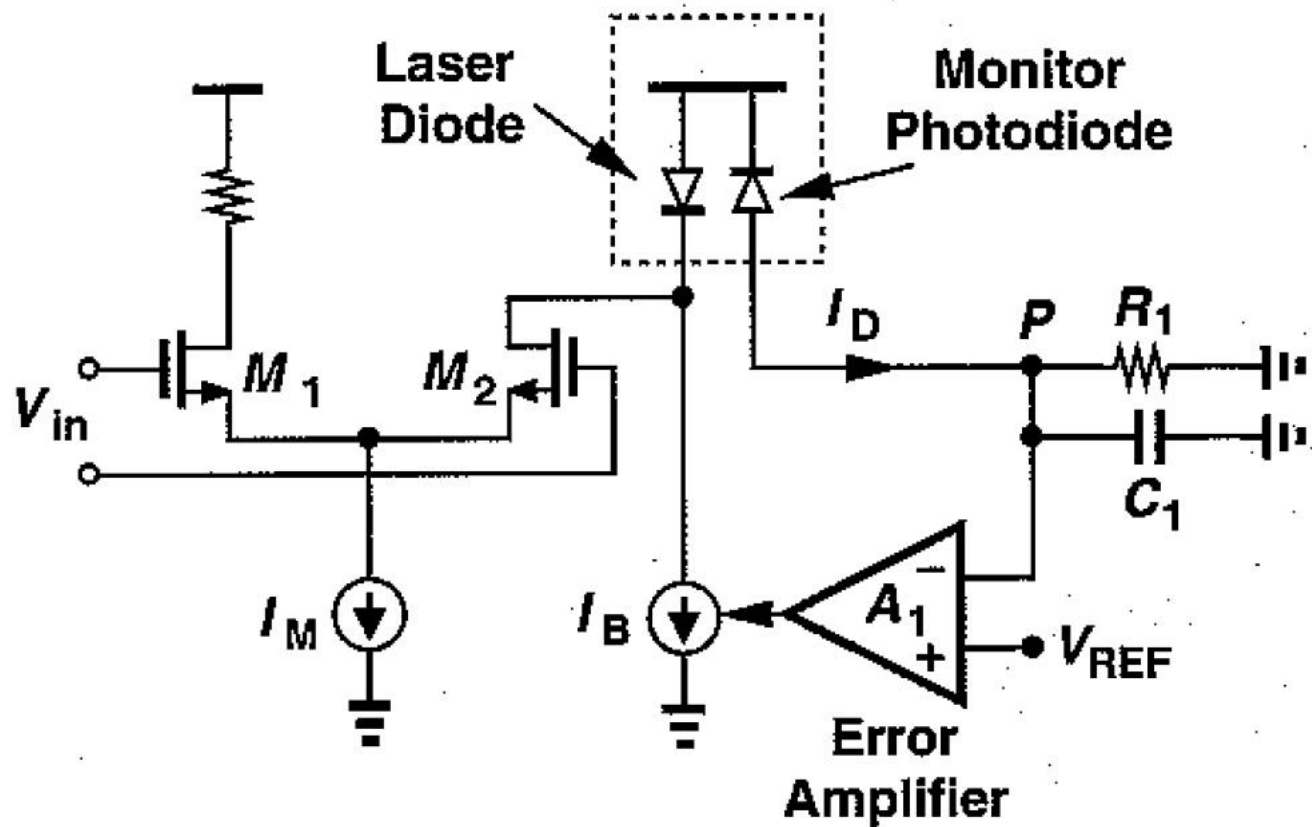 Laser
Diode
Monitor
Photodiode
I_D
P
R_1
M_1
M_2
V_in
C_1
I_M
I_B
A_1
−
+
V_REF
Error
Amplifier